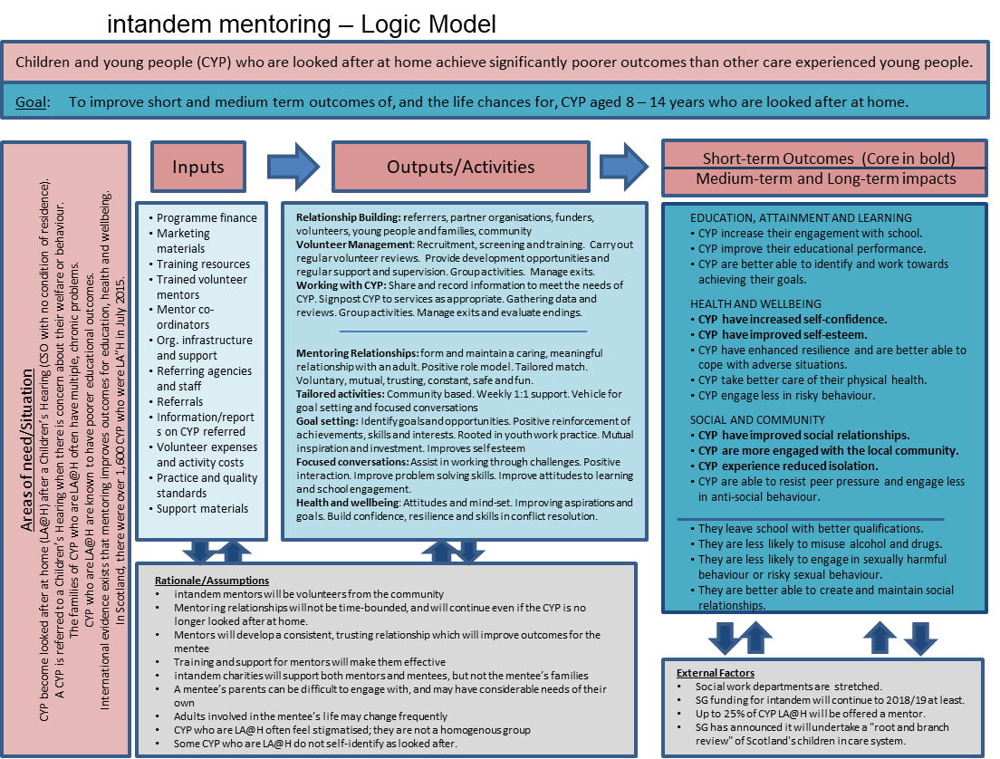 intandem mentoring – Logic Model
Children and young people (CYP) who are looked after at home achieve significantly poorer outcomes than other care experienced young people.
Goal: To improve short and medium term outcomes of, and the life chances for, CYP aged 8 – 14 years who are looked after at home.
Areas of need/Situation
CYP become looked after at home (LA@H) after a Children's Hearing (CSO with no condition of residence).
A CYP is referred to a Children's Hearing when there is concern about their welfare or behaviour.
The families of CYP who are LA@H often have multiple, chronic problems.
CYP who are LA@H are known to have poorer educational outcomes.
International evidence exists that mentoring improves outcomes for education, health and wellbeing.
In Scotland, there were over 1,600 CYP who were LA"H in July 2015.
Inputs
• Programme finance
• Marketing
materials
• Training resources
• Trained volunteer
mentors
• Mentor co-
ordinators
• Org. infrastructure
and support
• Referring agencies
and staff
• Referrals
• Information/report
s on CYP referred
• Volunteer expenses
and activity costs
• Practice and quality
standards
• Support materials
Outputs/Activities
Relationship Building: referrers, partner organisations, funders,
volunteers, young people and families, community
Volunteer Management: Recruitment, screening and training. Carry out
regular volunteer reviews. Provide development opportunities and
regular support and supervision. Group activities. Manage exits.
Working with CYP: Share and record information to meet the needs of
CYP. Signpost CYP to services as appropriate. Gathering data and
reviews. Group activities. Manage exits and evaluate endings.
Mentoring Relationships: form and maintain a caring, meaningful
relationship with an adult. Positive role model. Tailored match.
Voluntary, mutual, trusting, constant, safe and fun.
Tailored activities: Community based. Weekly 1:1 support. Vehicle for
goal setting and focused conversations
Goal setting: Identify goals and opportunities. Positive reinforcement of
achievements, skills and interests. Rooted in youth work practice. Mutual
inspiration and investment. Improves self esteem
Focused conversations: Assist in working through challenges. Positive
interaction. Improve problem solving skills. Improve attitudes to learning
and school engagement.
Health and wellbeing: Attitudes and mind-set. Improving aspirations and
goals. Build confidence, resilience and skills in conflict resolution.
Short-term Outcomes (Core in bold)
Medium-term and Long-term impacts
EDUCATION, ATTAINMENT AND LEARNING
• CYP increase their engagement with school.
• CYP improve their educational performance.
• CYP are better able to identify and work towards
achieving their goals.
HEALTH AND WELLBEING
• CYP have increased self-confidence.
• CYP have improved self-esteem.
• CYP have enhanced resilience and are better able to
cope with adverse situations.
• CYP take better care of their physical health.
• CYP engage less in risky behaviour.
SOCIAL AND COMMUNITY
• CYP have improved social relationships.
• CYP are more engaged with the local community.
• CYP experience reduced isolation.
• CYP are able to resist peer pressure and engage less
in anti-social behaviour.
• They leave school with better qualifications.
• They are less likely to misuse alcohol and drugs.
• They are less likely to engage in sexually harmful
behaviour or risky sexual behaviour.
• They are better able to create and maintain social
relationships.
Rationale/Assumptions
• intandem mentors will be volunteers from the community
• Mentoring relationships will not be time-bounded, and will continue even if the CYP is no
longer looked after at home.
• Mentors will develop a consistent, trusting relationship which will improve outcomes for the
mentee
• Training and support for mentors will make them effective
• intandem charities will support both mentors and mentees, but not the mentee's families
• A mentee's parents can be difficult to engage with, and may have considerable needs of their
own
• Adults involved in the mentee's life may change frequently
• CYP who are LA@H often feel stigmatised; they are not a homogenous group
• Some CYP who are LA@H do not self-identify as looked after.
External Factors
• Social work departments are stretched.
• SG funding for intandem will continue to 2018/19 at least.
• Up to 25% of CYP LA@H will be offered a mentor.
• SG has announced it willundertake a "root and branch
review" of Scotland's children in care system.